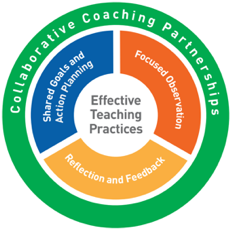 Collaborative Coaching Partnerships
Shared Goals and
Action Planning
Focused Observation
Effective
Teaching
Practices
Reflection and Feedback